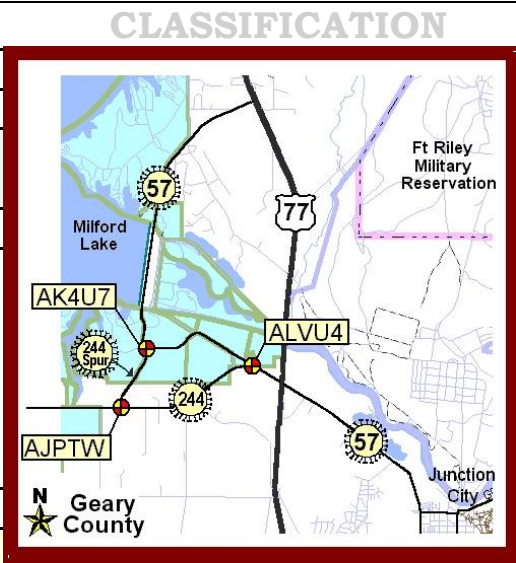 CLASSIFICATION
Ft Riley
Military
Reservation
57
77
Milford
Lake
AK4U7
ALVU4
244
Spur
244
AJPTW
57
Junction
City
N
Geary
County